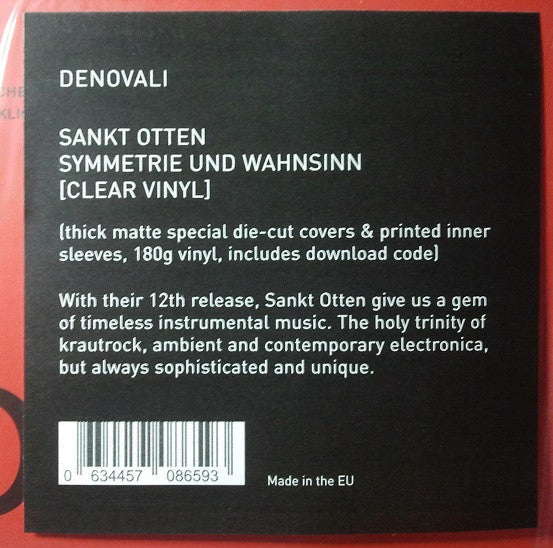 DENOVALI
SANKT OTTEN
SYMMETRIE UND WAHNSINN
[CLEAR VINYL]
(thick matte special die-cut covers & printed inner
sleeves, 180g vinyl, includes download code)
With their 12th release, Sankt Otten give us a gem
of timeless instrumental music. The holy trinity of
krautrock, ambient and contemporary electronica,
but always sophisticated and unique.
0 634457 086593
Made in the EU